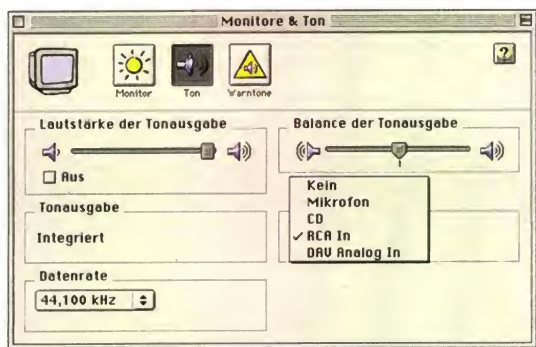 Monitore & Ton
?
Monitor
Ton
Warntöne
Lautstärke der Tonausgabe
Aus
Balance der Tonausgabe
Tonausgabe
Integriert
Kein
Mikrofon
CD
✓ RCA In
DAV Analog In
Datenrate
44,100 kHz